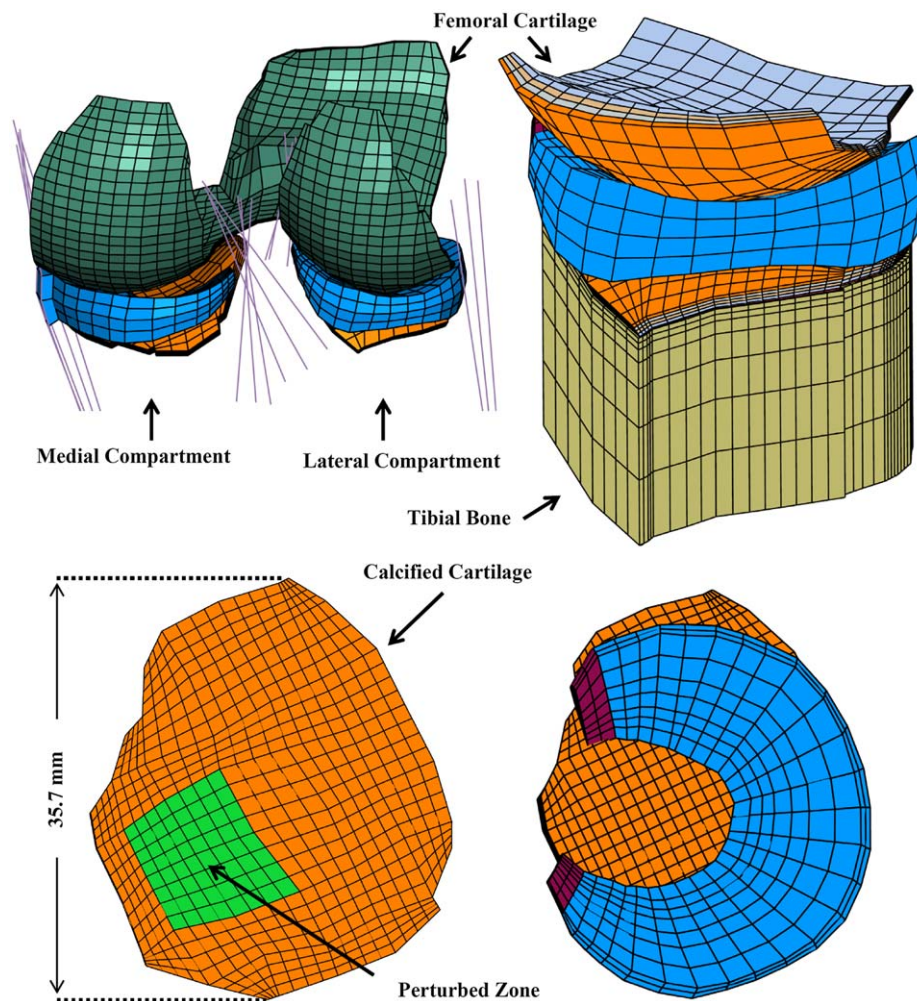 Femoral Cartilage
Medial Compartment
Lateral Compartment
Tibial Bone
Calcified Cartilage
35.7 mm
Perturbed Zone